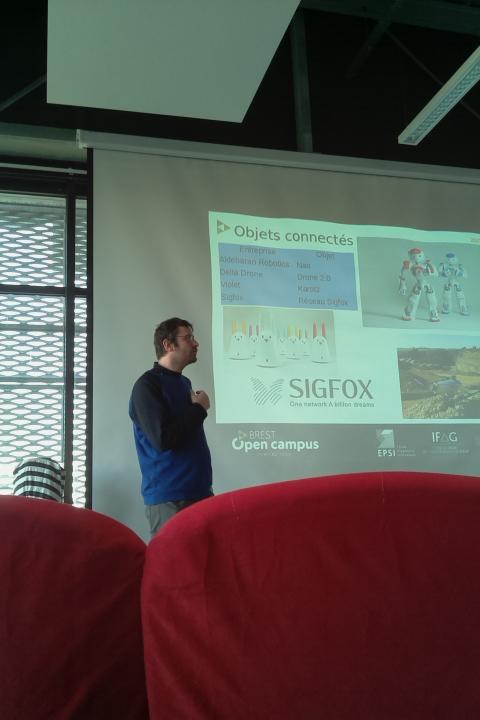 Objets connectés
Entreprise Objet
Aldebaran Robotics Nao
Delta Drone Drone 2.0
Violet Karotz
Sigfox Réseau Sigfox
SIGFOX
One network A billion dreams
BREST
Open campus
EPSI
IFAG